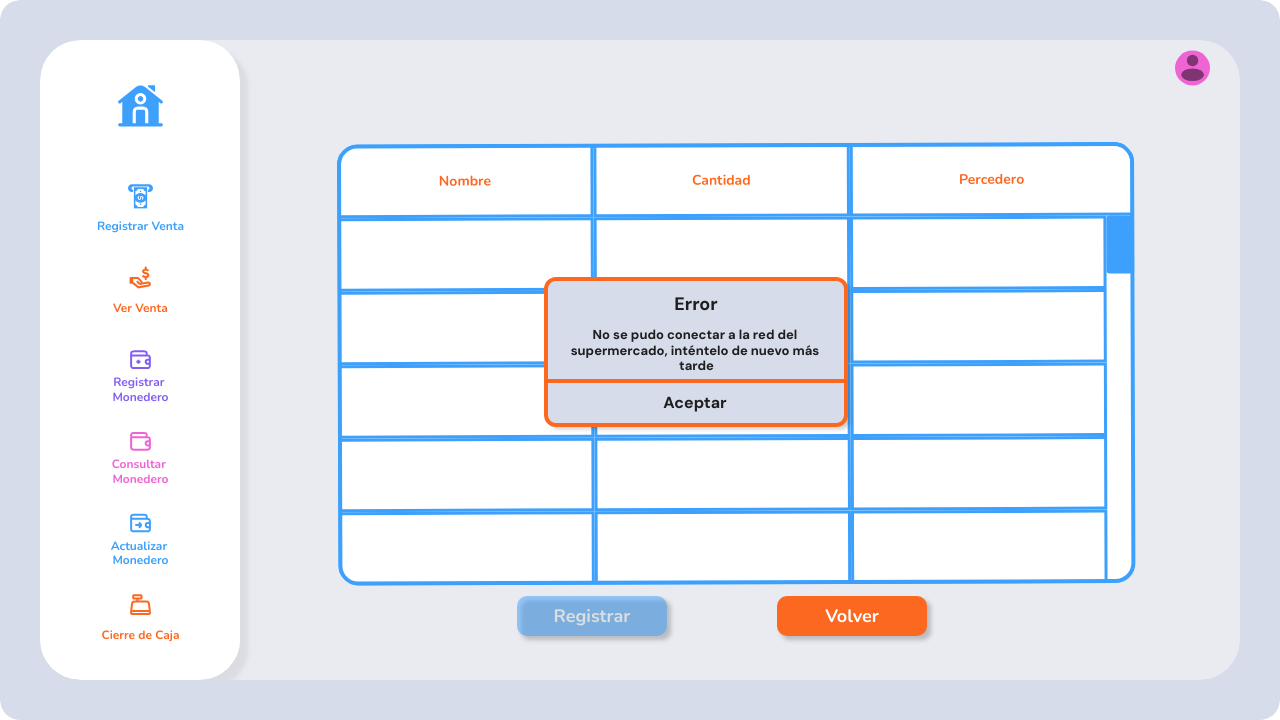 Registrar Venta
Ver Venta
Registrar
Monedero
Consultar
Monedero
Actualizar
Monedero
Cierre de Caja
Nombre
Cantidad
Percedero
Error
No se pudo conectar a la red del
supermercado, inténtelo de nuevo más
tarde
Aceptar
Registrar
Volver